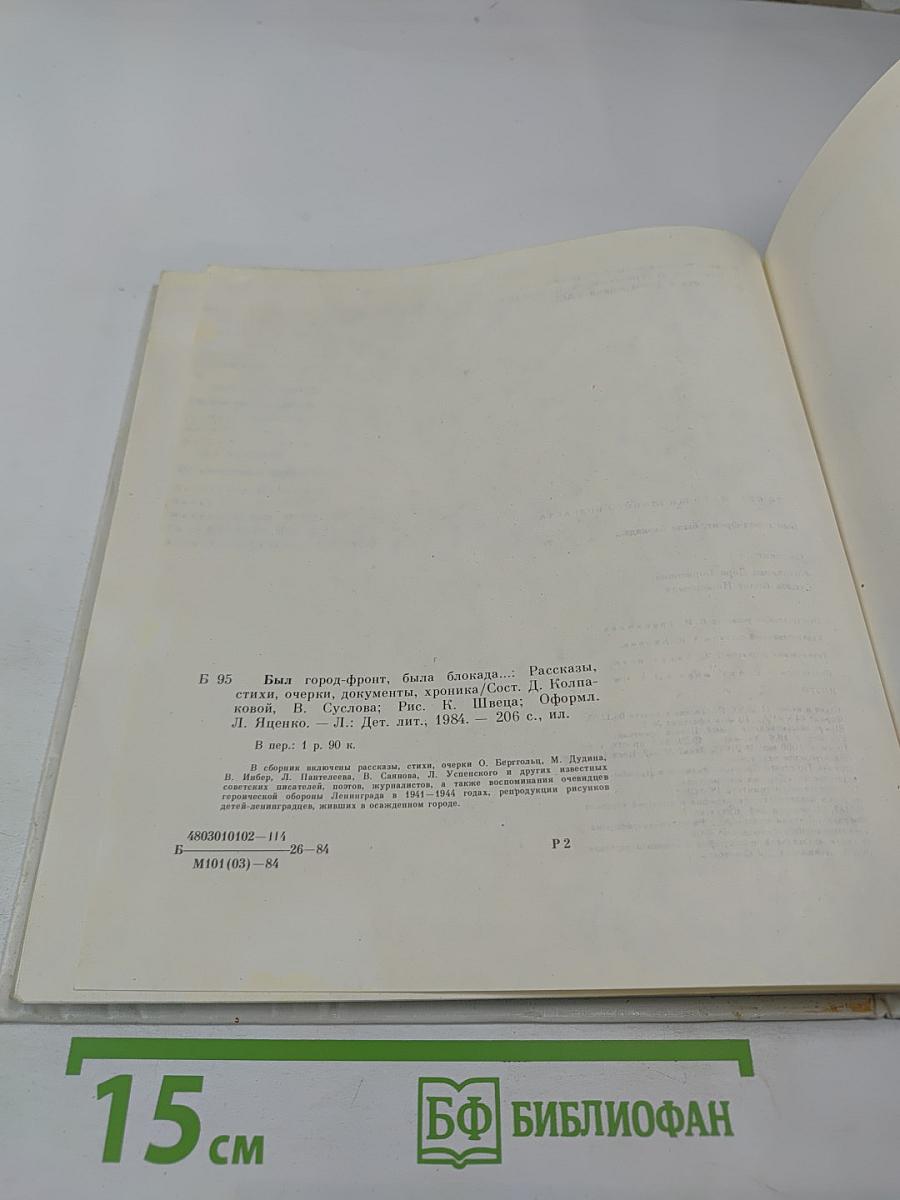 Б 95 Был город-фронт, была блокада...: Рассказы,
стихи, очерки, документы, хроника/Сост. Д. Колпа-
ковой, В. Суслова; Рис. К. Швеца; Оформл.
Л. Яценко. — Л.: Дет. лит., 1984. — 206 с., ил.
В пер.: 1 р. 90 к.
В сборник включены рассказы, стихи, очерки О. Берггольц, М. Дудина,
В. Инбер, Л. Пантелеева, В. Саянова, Л. Успенского и других известных
советских писателей, поэтов, журналистов, а также воспоминания очевидцев
героической обороны Ленинграда в 1941—1944 годах, репродукции рисунков
детей-ленинградцев, живших в осажденном городе.
4803010102—114
Б 26—84 Р 2
М101(03)—84
15 см БФ БИБЛИОФАН